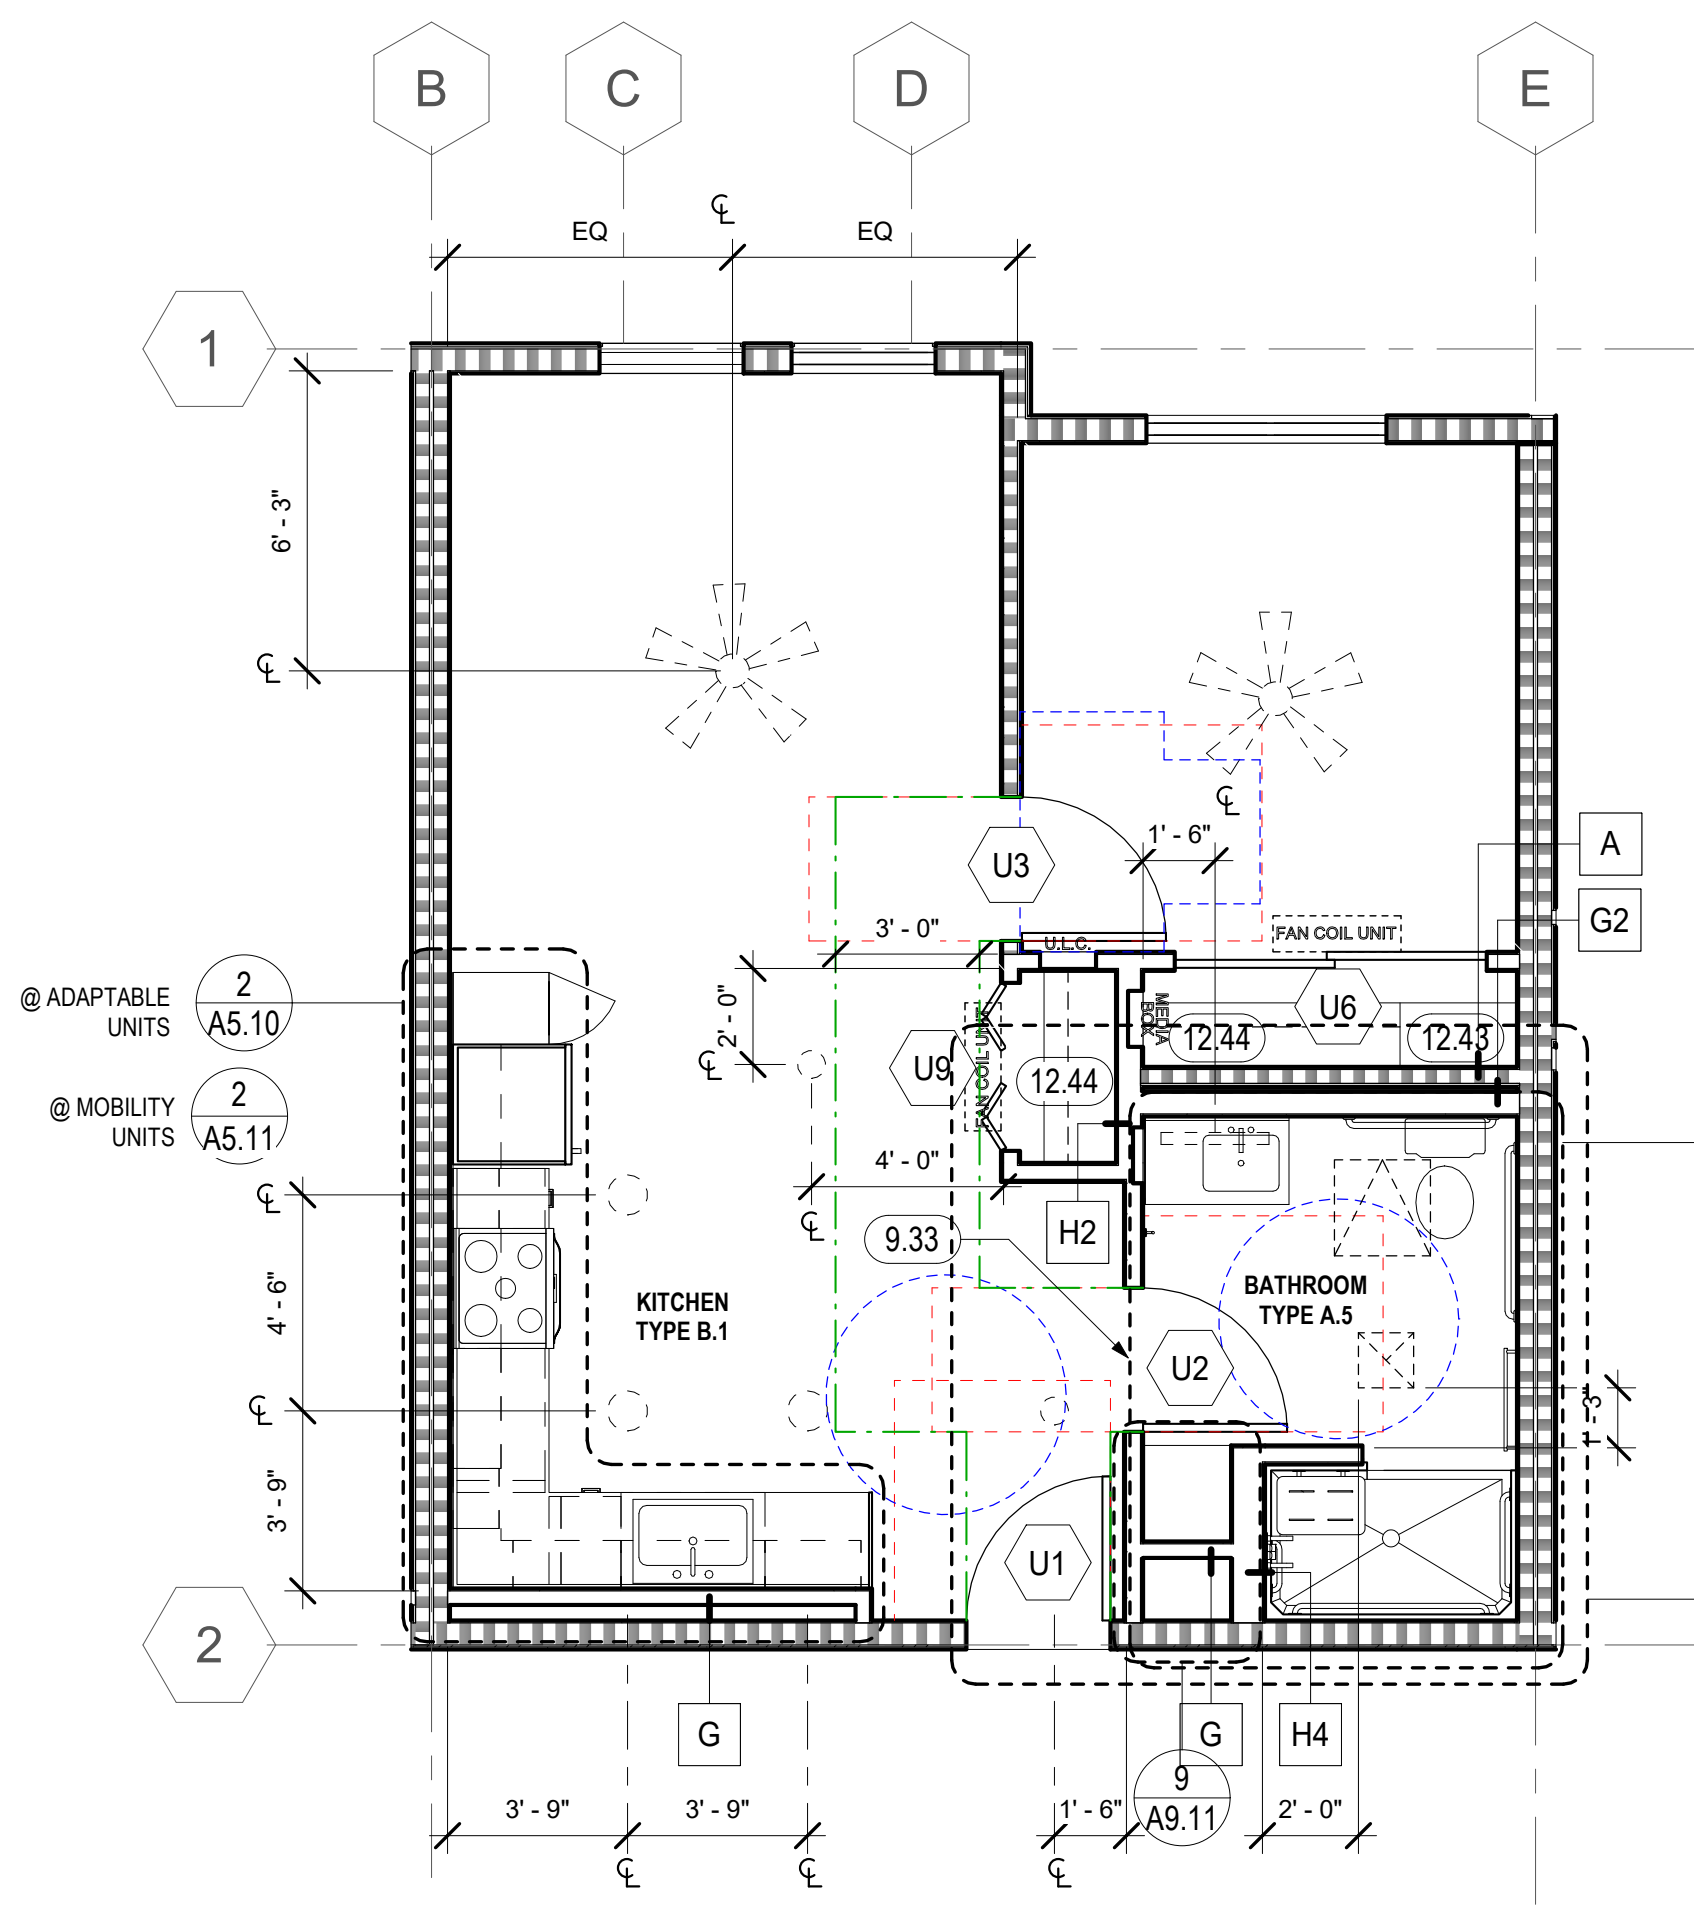 B
C
D
E
℄
EQ
EQ
1
6' - 3"
℄
℄
1' - 6"
U3
A
G2
3' - 0"
U.L.C.
FAN COIL UNIT
@ ADAPTABLE
UNITS
2
A5.10
2' - 0"
MEDIA
BOX
U6
12.44
12.43
℄
U9
FAN COIL UNIT
12.44
@ MOBILITY
UNITS
2
A5.11
4' - 0"
℄
℄
H2
9.33
4' - 6"
KITCHEN
TYPE B.1
BATHROOM
TYPE A.5
U2
℄
1' - 3"
3' - 9"
U1
2
G
G
H4
9
A9.11
3' - 9"
3' - 9"
1' - 6"
2' - 0"
℄
℄
℄